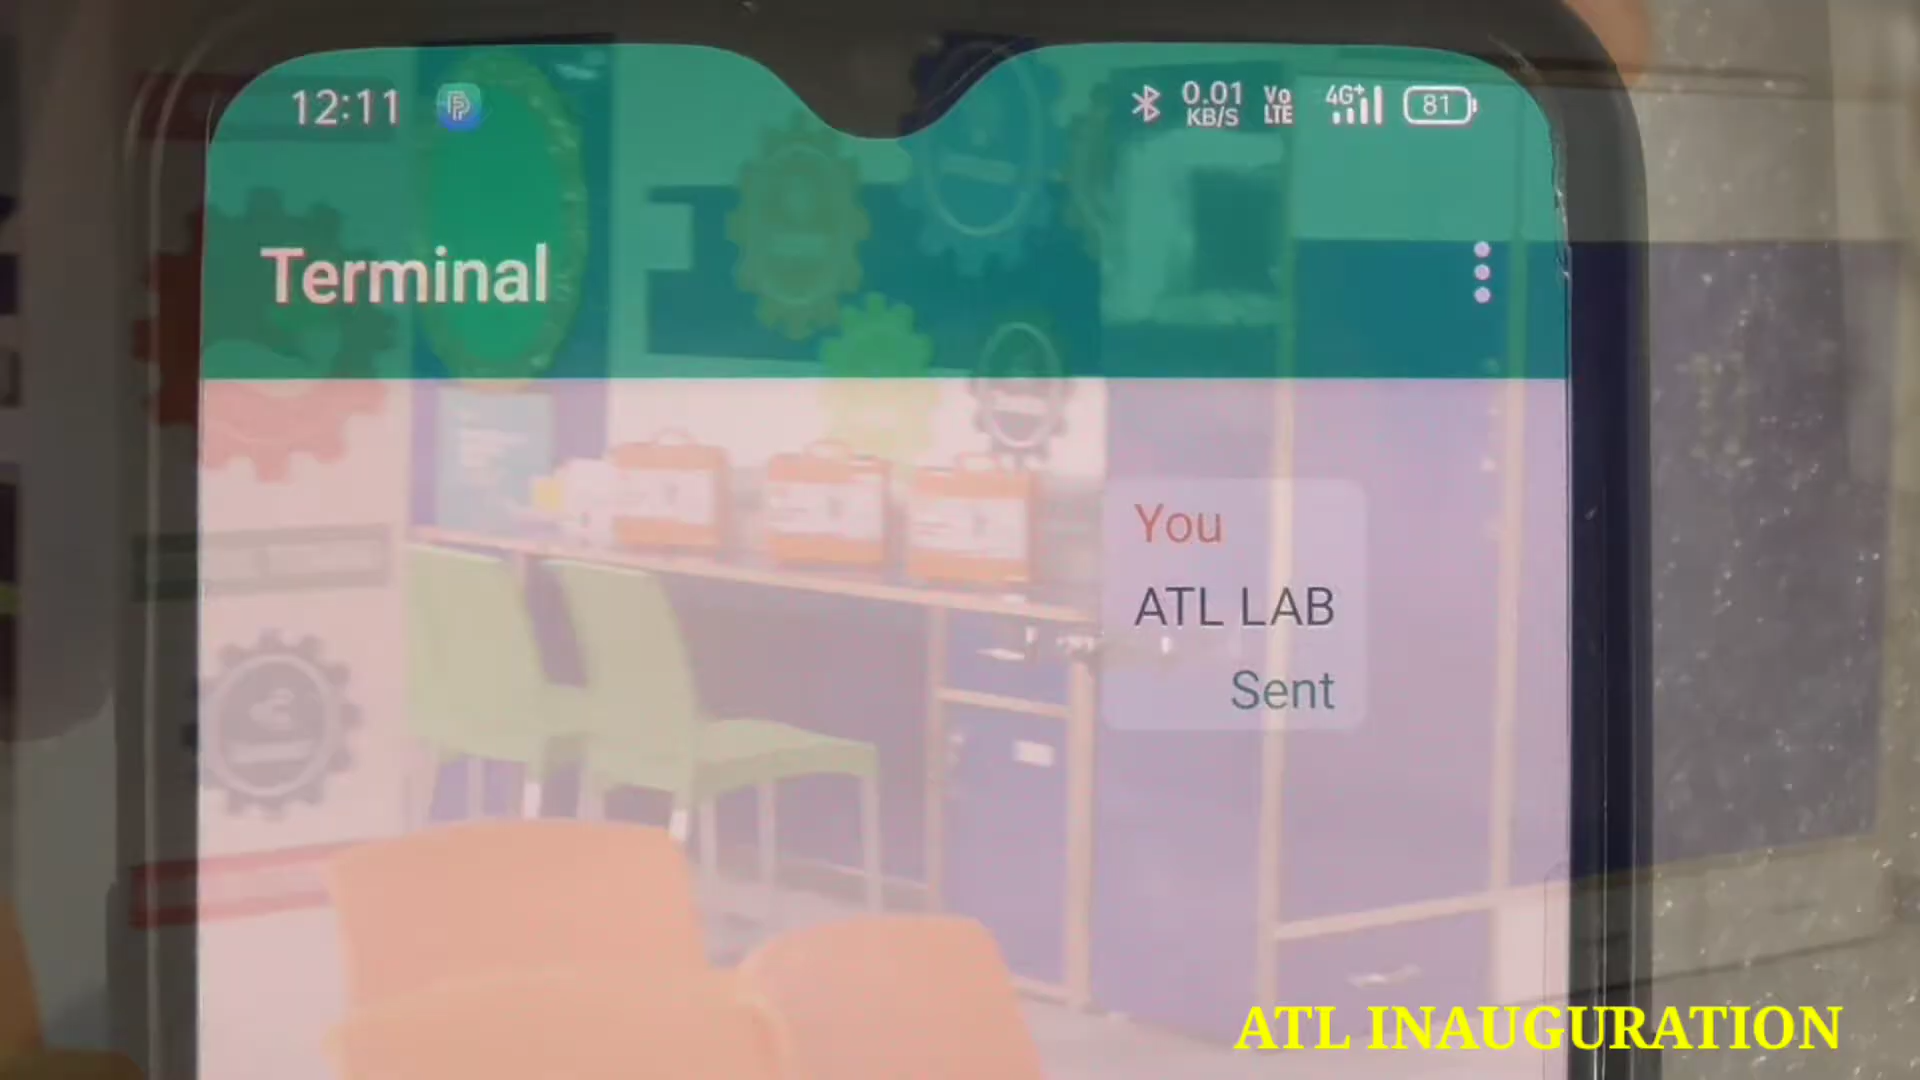 12:11
0.01
KB/S
Vo
LTE
4G+
81
Terminal
You
ATL LAB
Sent
ATL INAUGURATION